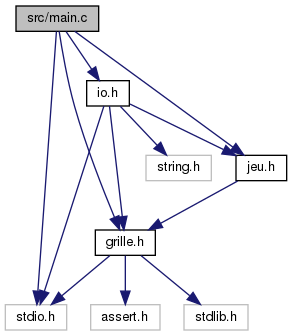 src/main.c
io.h
string.h
jeu.h
grille.h
stdio.h
assert.h
stdlib.h